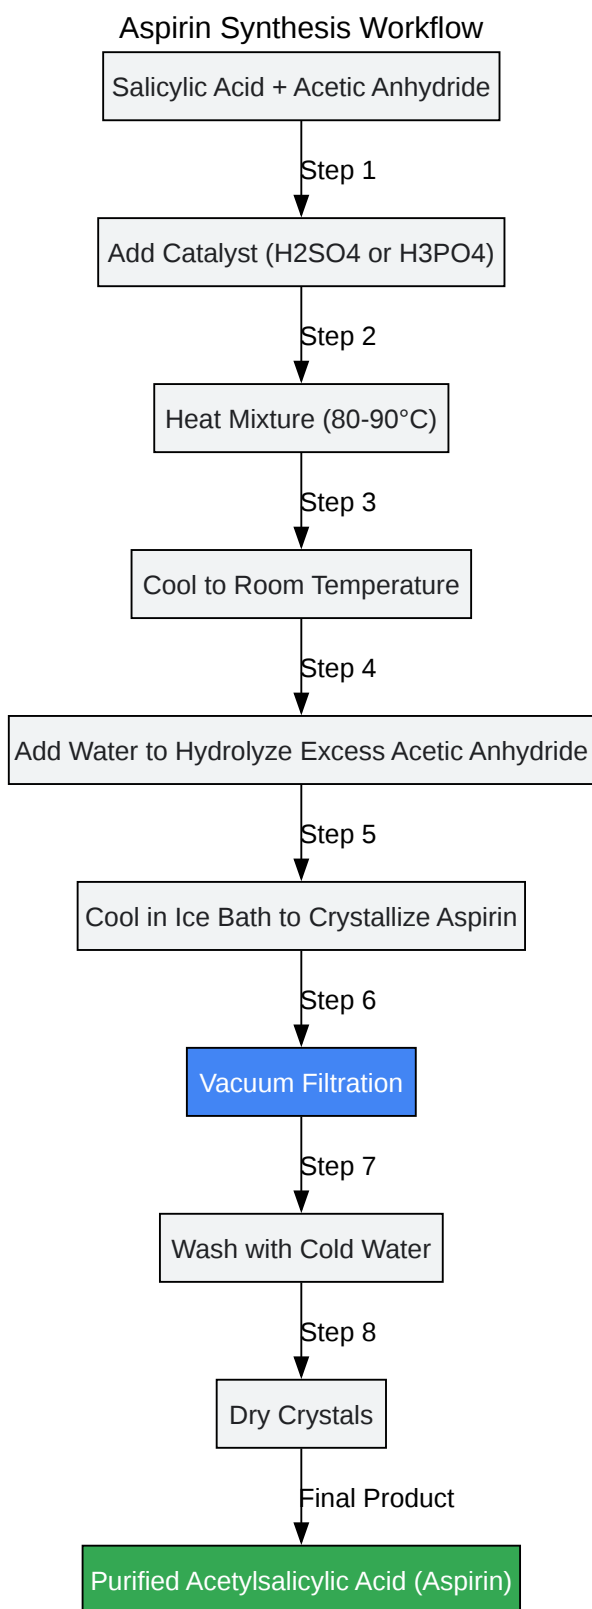 Aspirin Synthesis Workflow
Salicylic Acid + Acetic Anhydride
Step 1
Add Catalyst (H2SO4 or H3PO4)
Step 2
Heat Mixture (80-90°C)
Step 3
Cool to Room Temperature
Step 4
Add Water to Hydrolyze Excess Acetic Anhydride
Step 5
Cool in Ice Bath to Crystallize Aspirin
Step 6
Vacuum Filtration
Step 7
Wash with Cold Water
Step 8
Dry Crystals
Final Product
Purified Acetylsalicylic Acid (Aspirin)